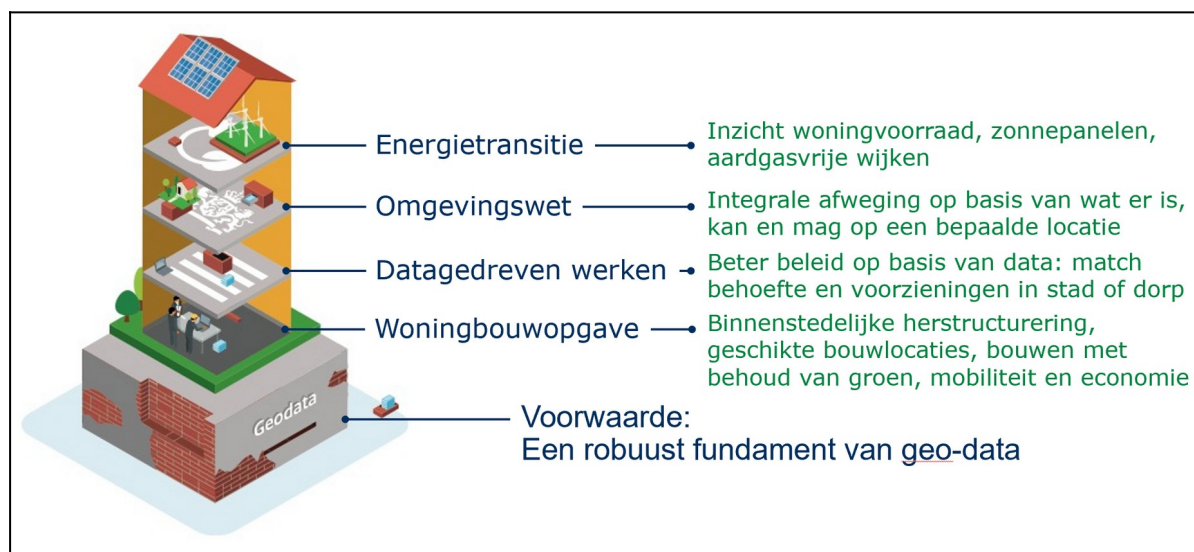 Energietransitie
Inzicht woningvoorraad, zonnepanelen,
aardgasvrije wijken
Omgevingswet
Integrale afweging op basis van wat er is,
kan en mag op een bepaalde locatie
Datagedreven werken
Beter beleid op basis van data: match
behoefte en voorzieningen in stad of dorp
Woningbouwopgave
Binnenstedelijke herstructurering,
geschikte bouwlocaties, bouwen met
behoud van groen, mobiliteit en economie
Geodata
Voorwaarde:
Een robuust fundament van geo-data